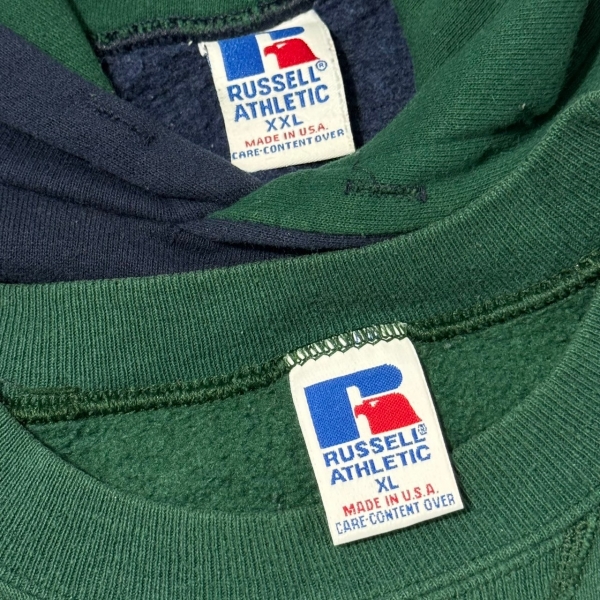 RUSSELL®
ATHLETIC
XXL
MADE IN U.S.A.
CARE-CONTENT OVER
RUSSELL®
ATHLETIC
XL
MADE IN U.S.A.
CARE-CONTENT OVER